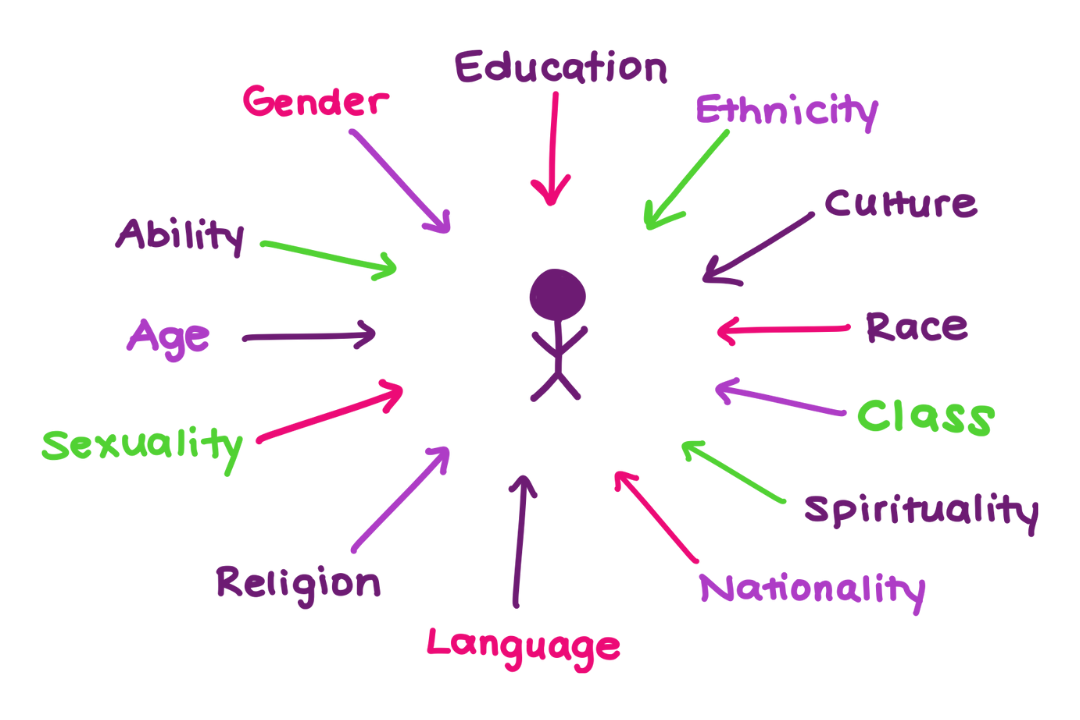 Education
Gender
Ethnicity
Culture
Ability
Race
Age
Class
Sexuality
Spirituality
Religion
Nationality
Language